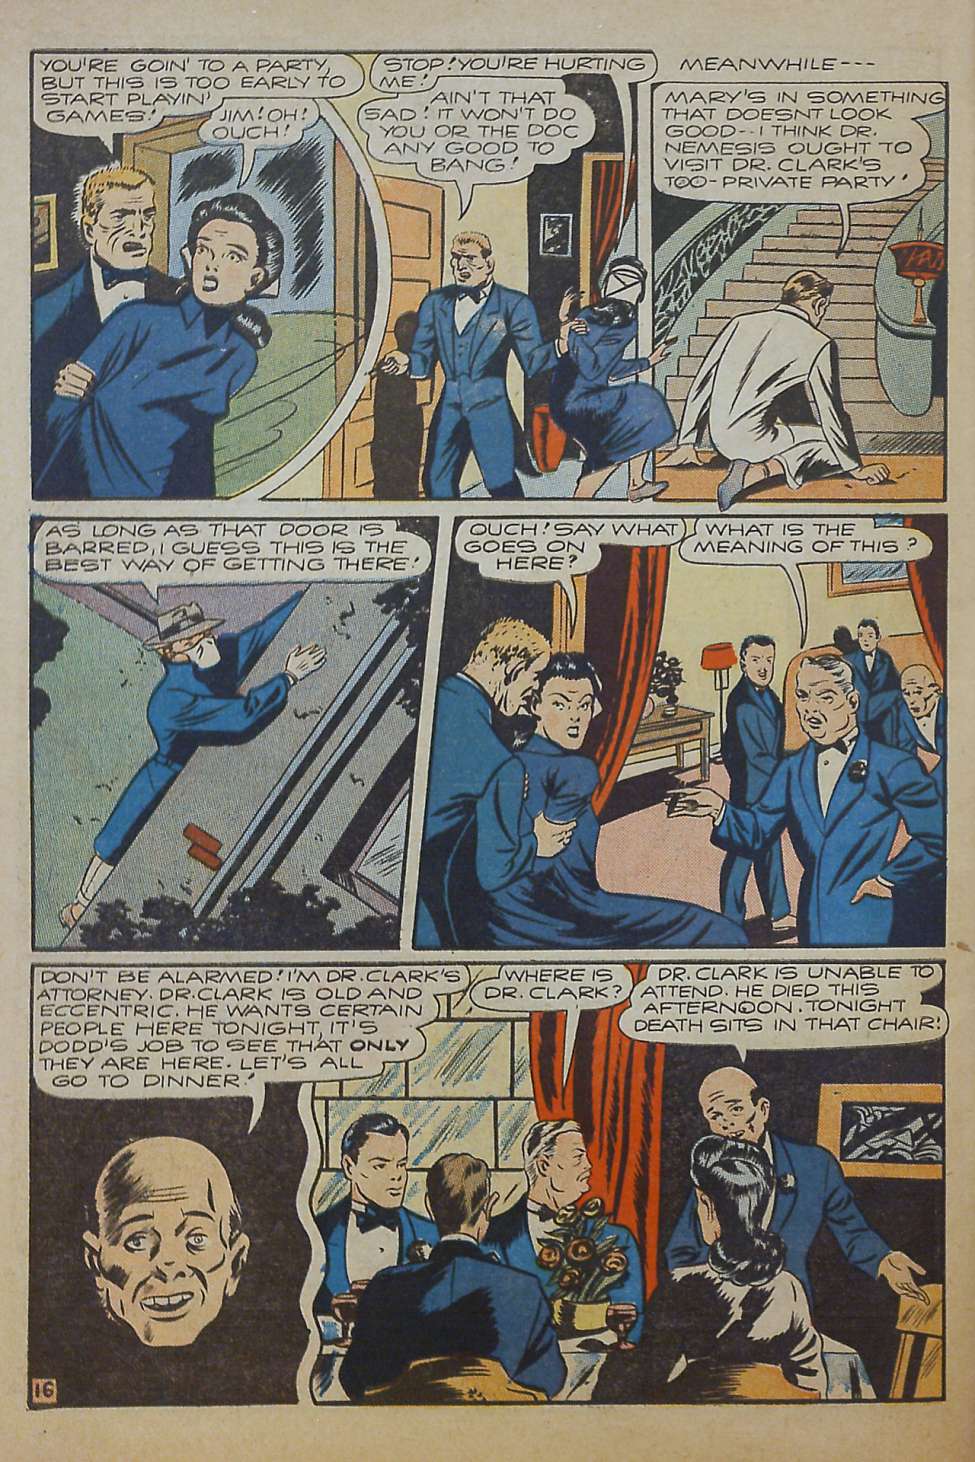 YOU'RE GOIN' TO A PARTY,
BUT THIS IS TOO EARLY TO
START PLAYIN'
GAMES!
JIM! OH!
OUCH!
STOP! YOU'RE HURTING
ME!
AIN'T THAT
SAD! IT WON'T DO
YOU OR THE DOC
ANY GOOD TO
BANG!
MEANWHILE---
MARY'S IN SOMETHING
THAT DOESNT LOOK
GOOD--I THINK DR.
NEMESIS OUGHT TO
VISIT DR. CLARK'S
TOO-PRIVATE PARTY!
AS LONG AS THAT DOOR IS
BARRED, I GUESS THIS IS THE
BEST WAY OF GETTING THERE!
OUCH! SAY WHAT
GOES ON
HERE?
WHAT IS THE
MEANING OF THIS?
DON'T BE ALARMED! I'M DR. CLARK'S
ATTORNEY. DR. CLARK IS OLD AND
ECCENTRIC. HE WANTS CERTAIN
PEOPLE HERE TONIGHT, IT'S
DODD'S JOB TO SEE THAT ONLY
THEY ARE HERE. LET'S ALL
GO TO DINNER!
WHERE IS
DR. CLARK?
DR. CLARK IS UNABLE TO
ATTEND. HE DIED THIS
AFTERNOON. TONIGHT
DEATH SITS IN THAT CHAIR!
16